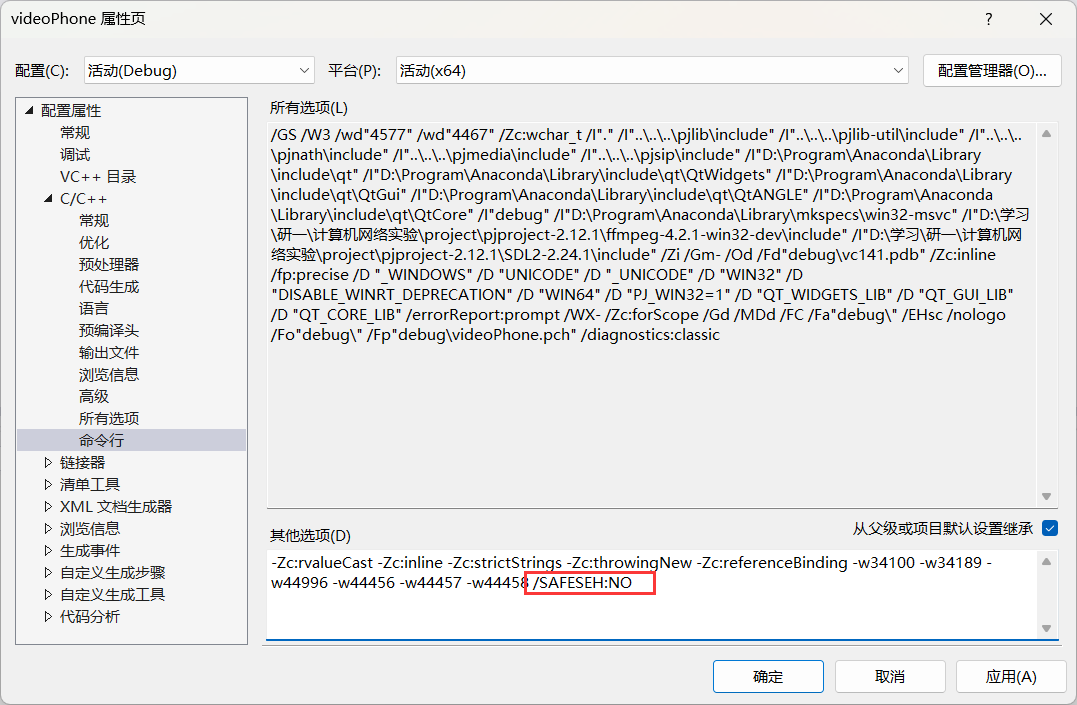 videoPhone 属性页
配置(C): 活动(Debug) 平台(P): 活动(x64) 配置管理器(O)...
配置属性
常规
调试
VC++ 目录
C/C++
常规
优化
预处理器
代码生成
语言
预编译头
输出文件
浏览信息
高级
所有选项
命令行
链接器
清单工具
XML 文档生成器
浏览信息
生成事件
自定义生成步骤
自定义生成工具
代码分析
所有选项(L)
/GS /W3 /wd"4577" /wd"4467" /Zc:wchar_t /I"." /I"..\..\..\pjlib\include" /I"..\..\..\pjlib-util\include" /I"..\..\..
\pjnath\include" /I"..\..\..\pjmedia\include" /I"..\..\..\pjsip\include" /I"D:\Program\Anaconda\Library
\include\qt" /I"D:\Program\Anaconda\Library\include\qt\QtWidgets" /I"D:\Program\Anaconda\Library
\include\qt\QtGui" /I"D:\Program\Anaconda\Library\include\qt\QtANGLE" /I"D:\Program\Anaconda
\Library\include\qt\QtCore" /I"debug" /I"D:\Program\Anaconda\Library\mkspecs\win32-msvc" /I"D:\学习
\研一\计算机网络实验\project\pjproject-2.12.1\ffmpeg-4.2.1-win32-dev\include" /I"D:\学习\研一\计算机网
络实验\project\pjproject-2.12.1\SDL2-2.24.1\include" /Zi /Gm- /Od /Fd"debug\vc141.pdb" /Zc:inline
/fp:precise /D "_WINDOWS" /D "UNICODE" /D "_UNICODE" /D "WIN32" /D
"DISABLE_WINRT_DEPRECATION" /D "WIN64" /D "PJ_WIN32=1" /D "QT_WIDGETS_LIB" /D "QT_GUI_LIB"
/D "QT_CORE_LIB" /errorReport:prompt /WX- /Zc:forScope /Gd /MDd /FC /Fa"debug\" /EHsc /nologo
/Fo"debug\" /Fp"debug\videoPhone.pch" /diagnostics:classic
其他选项(D) 从父级或项目默认设置继承
-Zc:rvalueCast -Zc:inline -Zc:strictStrings -Zc:throwingNew -Zc:referenceBinding -w34100 -w34189 -
w44996 -w44456 -w44457 -w44458 /SAFESEH:NO
确定 取消 应用(A)